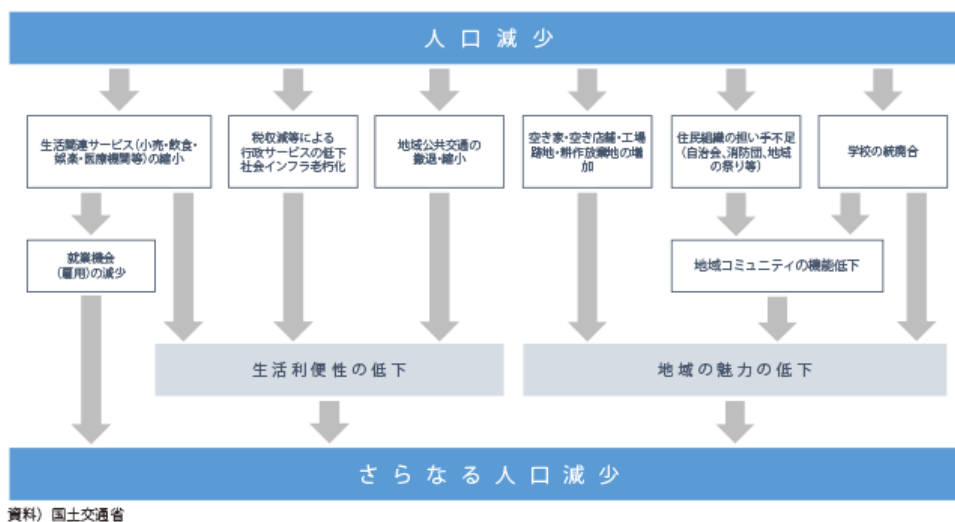 人口減少
生活関連サービス（小売・飲食・
娯楽・医療機関等）の縮小
税収減等による
行政サービスの低下
社会インフラ老朽化
地域公共交通の
撤退・縮小
空き家・空き店舗・工場
跡地・耕作放棄地の増
加
住民組織の担い手不足
（自治会、消防団、地域
の祭り等）
学校の統廃合
就業機会
（雇用）の減少
地域コミュニティの機能低下
生活利便性の低下
地域の魅力の低下
さらなる人口減少
資料）国土交通省